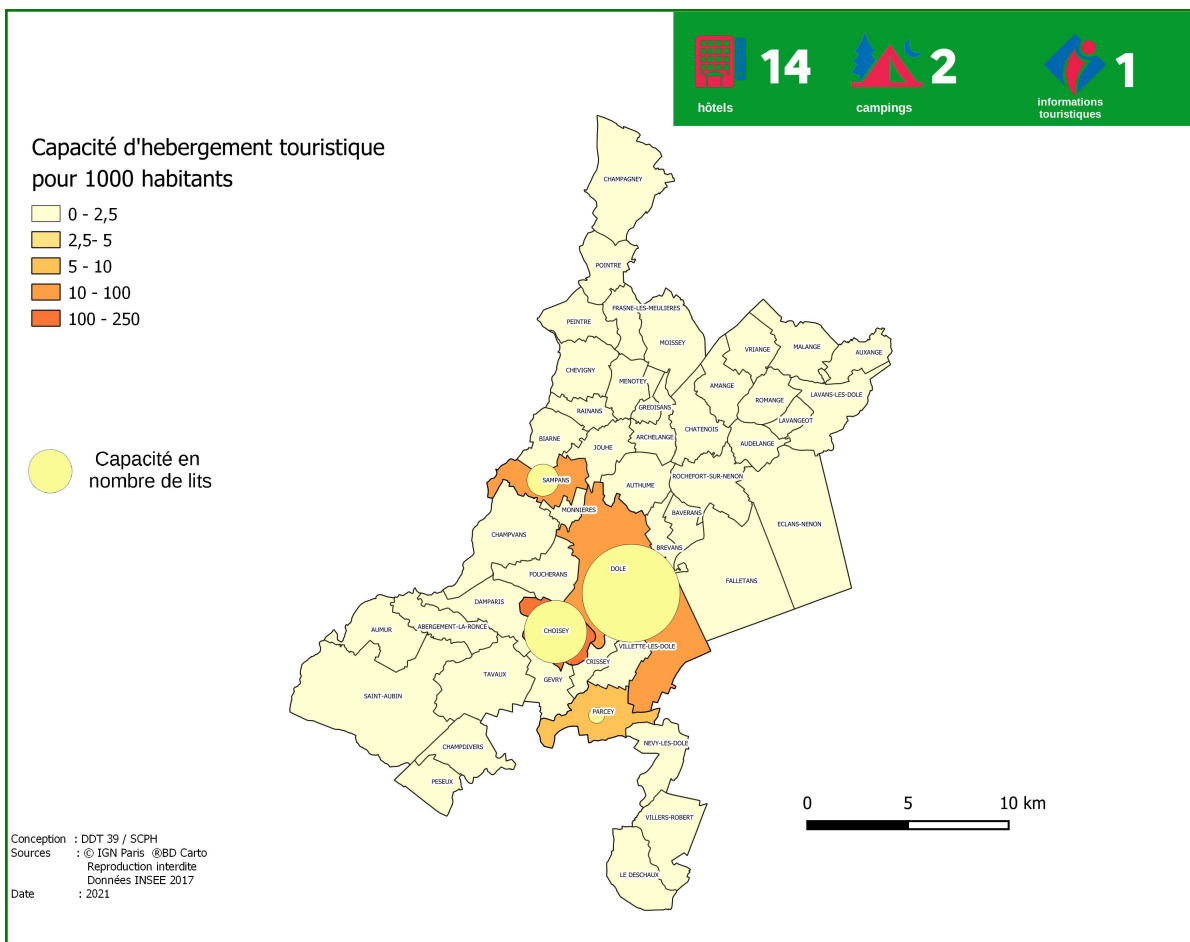 14
2
1
hôtels
campings
informations
touristiques
Capacité d'hebergement touristique
pour 1000 habitants
0 - 2,5
2,5- 5
5 - 10
10 - 100
100 - 250
Capacité en
nombre de lits
CHAMPAGNEY
POINTRE
FRASNE-LES-MEULIERES
PEINTRE
MOISSEY
VRIANGE
MALANGE
AUXANGE
CHEVIGNY
MENOTEY
AMANGE
ROMANGE
LAVANS-LES-DOLE
RAINANS
GREDISANS
LAVANGEOT
BIARNE
JOUHE
ARCHELANGE
CHATENOIS
AUDELANGE
SAMPANS
AUTHUME
ROCHEFORT-SUR-NENON
MONNIERES
BAVERANS
ECLANS-NENON
CHAMPVANS
BREVANS
FOUCHERANS
DOLE
FALLETANS
DAMPARIS
AUMUR
ABERGEMENT-LA-RONCE
CHOISEY
VILLETTE-LES-DOLE
CRISSEY
TAVAUX
GEVRY
SAINT-AUBIN
PARCEY
CHAMPDIVERS
NEVY-LES-DOLE
PESEUX
VILLERS-ROBERT
LE DESCHAUX
0 5 10 km
Conception : DDT 39 / SCPH
Sources : © IGN Paris ®BD Carto
Reproduction interdite
Données INSEE 2017
Date : 2021